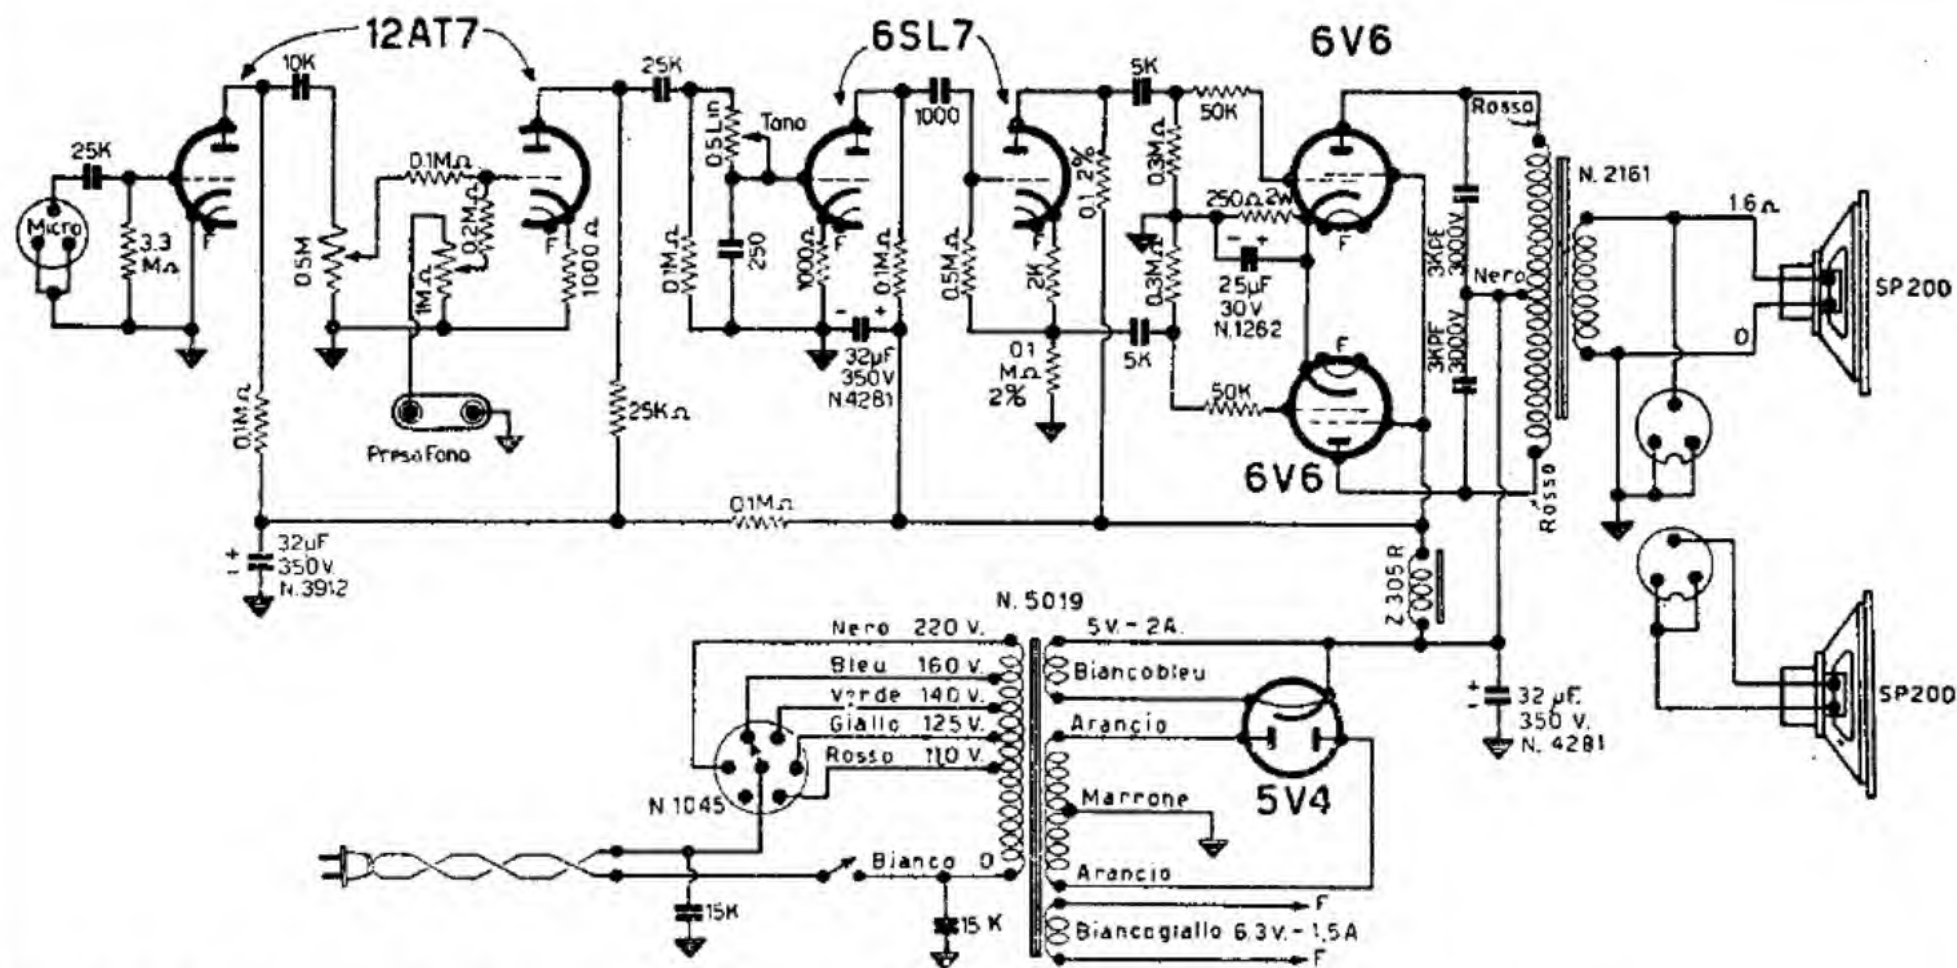 12AT7
6SL7
6V6
10K
25K
5K
50K
Rosso
1000
0.5Lin
Tono
25K
0.1 2%
0.3MΩ
0.1MΩ
N. 2161
250Ω 2W
Micro
F
F
F
F
0.2MΩ
3.3
MΩ
0.5M
1MΩ
1000Ω
0.1MΩ
250
1000Ω
0.1MΩ
0.5MΩ
2K
0.3MΩ
- +
25µF
30V
N.1262
3KPF
3000V
Nero
3KPF
3000V
1.6Ω
SP200
0
- +
32µF
350V
N.4281
0.1
MΩ
2%
5K
F
50K
6V6
0.1MΩ
Presa Fono
25KΩ
0.1MΩ
Rosso
+
-
32µF
350V.
N.3912
Z305R
N. 5019
Nero 220 V.
5V.-2A.
Bleu 160 V.
Biancobleu
Verde 140 V.
Giallo 125 V.
Arancio
Rosso 110 V.
+
-
32 µF.
350 V.
N. 4281
SP200
N.1045
Marrone
5V4
Bianco 0
Arancio
15K
15K
F
Biancogiallo 6.3V.-1.5A
F